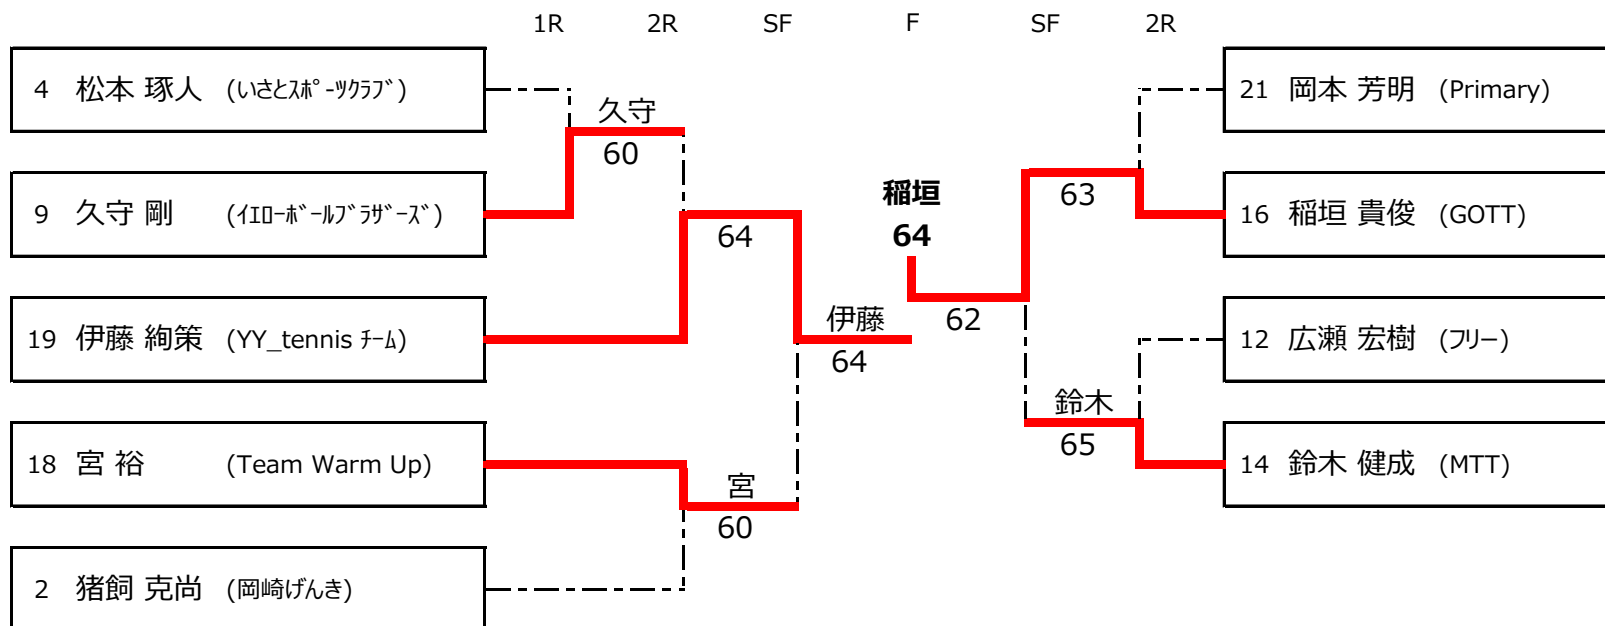 1R 2R SF F SF 2R
4 松本 琢人 (いさとｽﾎﾟｰﾂｸﾗﾌﾞ)
21 岡本 芳明 (Primary)
久守
60
稲垣
64
63
9 久守 剛 (ｲｴﾛｰﾎﾞｰﾙﾌﾞﾗｻﾞｰｽﾞ)
16 稲垣 貴俊 (GOTT)
64
伊藤
64
62
19 伊藤 絢策 (YY_tennis ﾁｰﾑ)
12 広瀬 宏樹 (ﾌﾘｰ)
鈴木
65
18 宮 裕 (Team Warm Up)
14 鈴木 健成 (MTT)
宮
60
2 猪飼 克尚 (岡崎げんき)